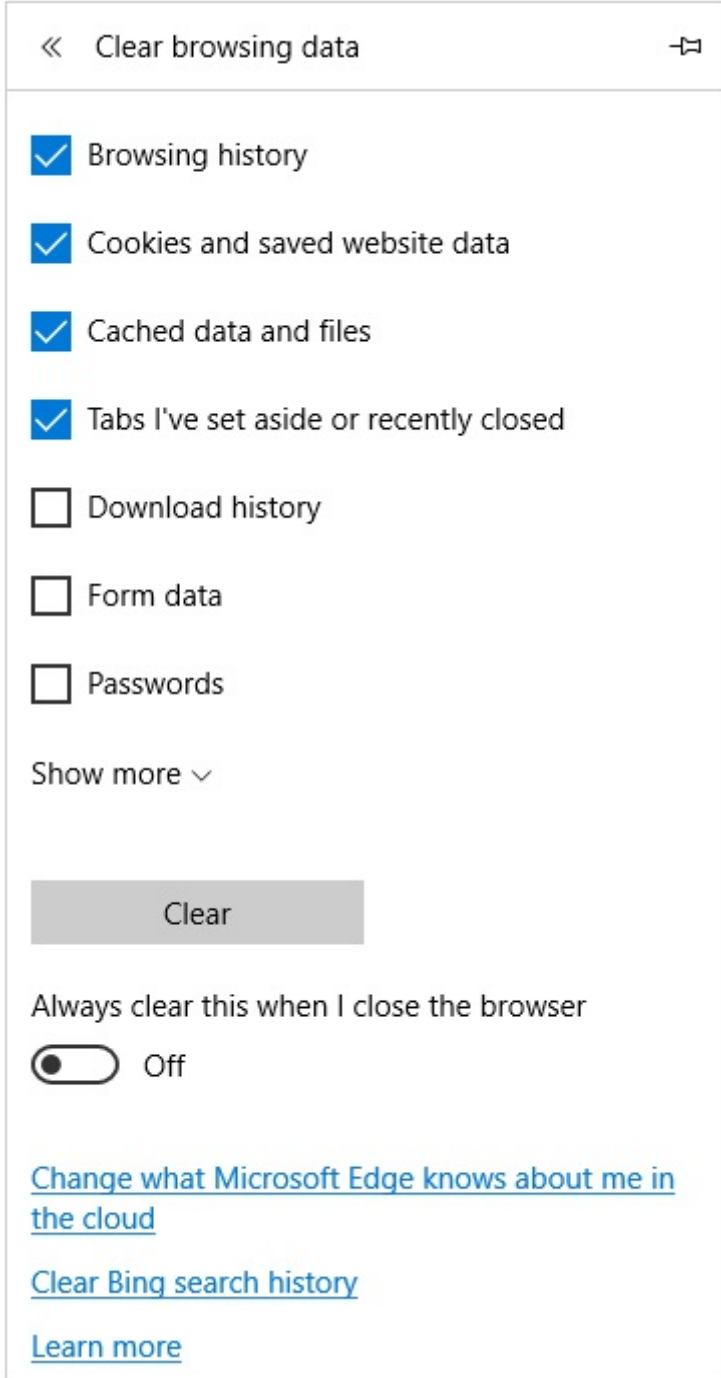 Clear browsing data
Browsing history
Cookies and saved website data
Cached data and files
Tabs I've set aside or recently closed
Download history
Form data
Passwords
Show more
Clear
Always clear this when I close the browser
Off
Change what Microsoft Edge knows about me in
the cloud
Clear Bing search history
Learn more